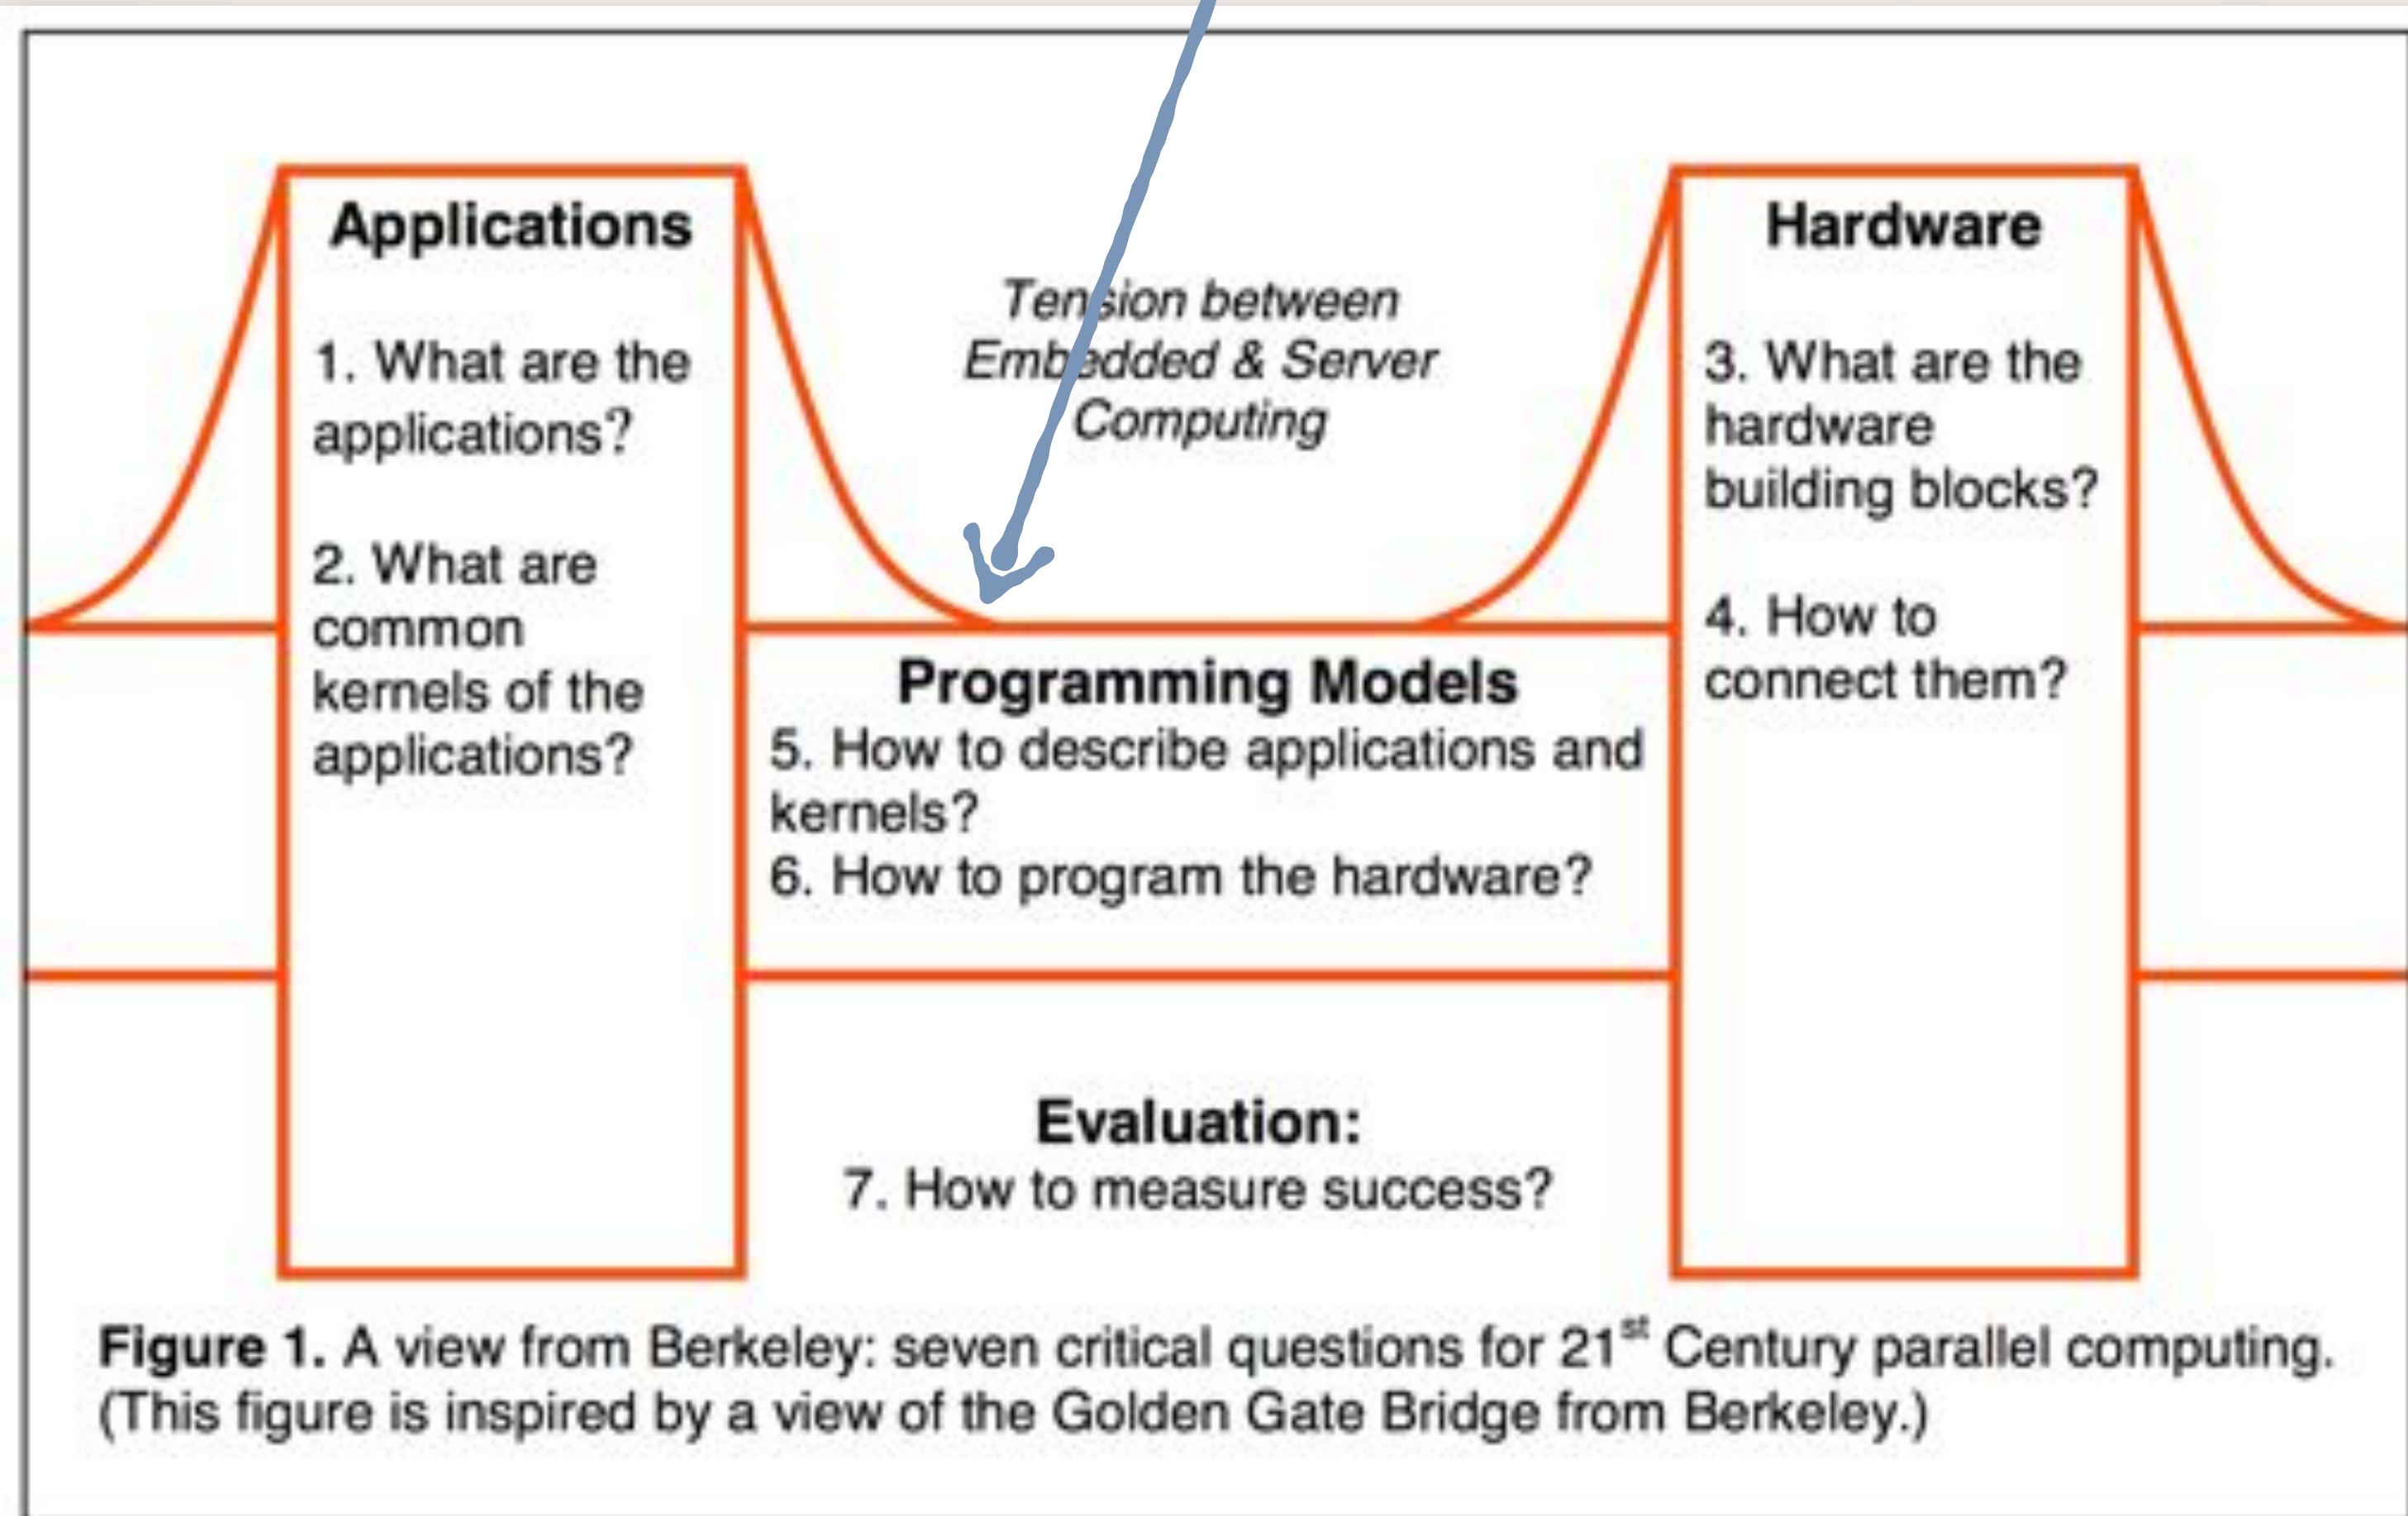 Applications
1. What are the
applications?
2. What are
common
kernels of the
applications?
Tension between
Embedded & Server
Computing
Hardware
3. What are the
hardware
building blocks?
4. How to
connect them?
Programming Models
5. How to describe applications and
kernels?
6. How to program the hardware?
Evaluation:
7. How to measure success?
Figure 1. A view from Berkeley: seven critical questions for 21st Century parallel computing.
(This figure is inspired by a view of the Golden Gate Bridge from Berkeley.)